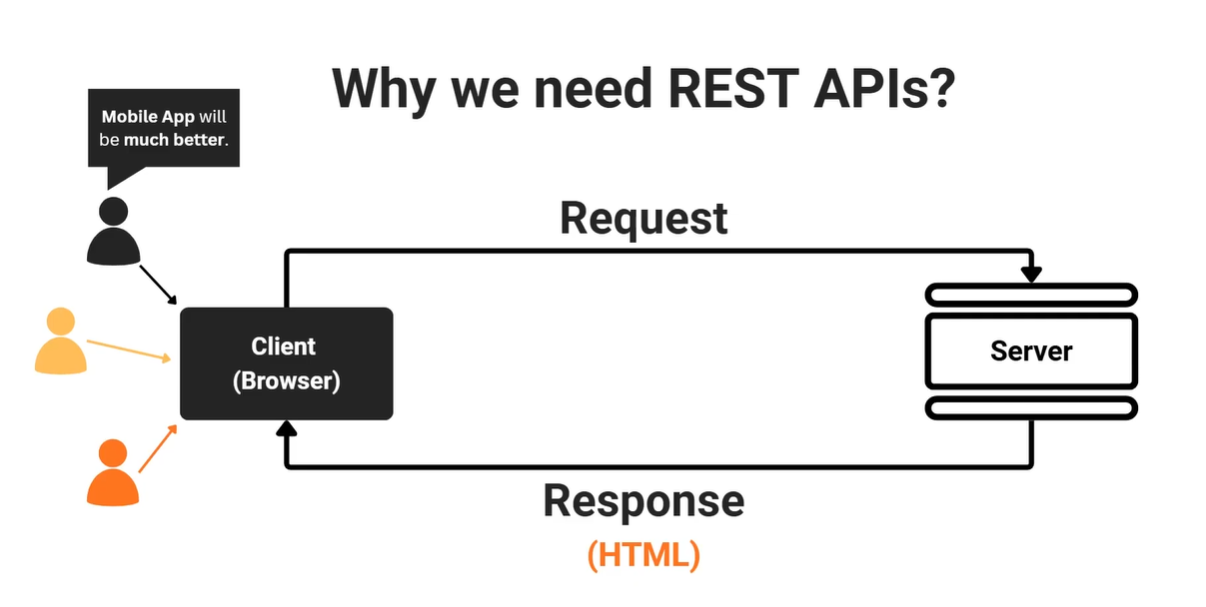 Why we need REST APIs?
Mobile App will
be much better.
Request
Client
(Browser)
Server
Response
(HTML)